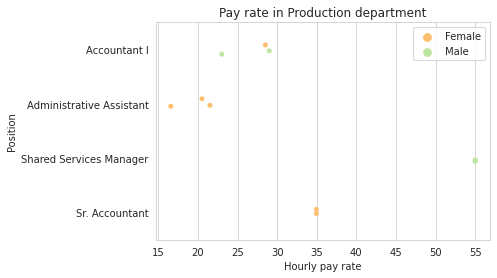 Pay rate in Production department
Female
Male
Accountant I
Administrative Assistant
Shared Services Manager
Sr. Accountant
Position
15 20 25 30 35 40 45 50 55
Hourly pay rate